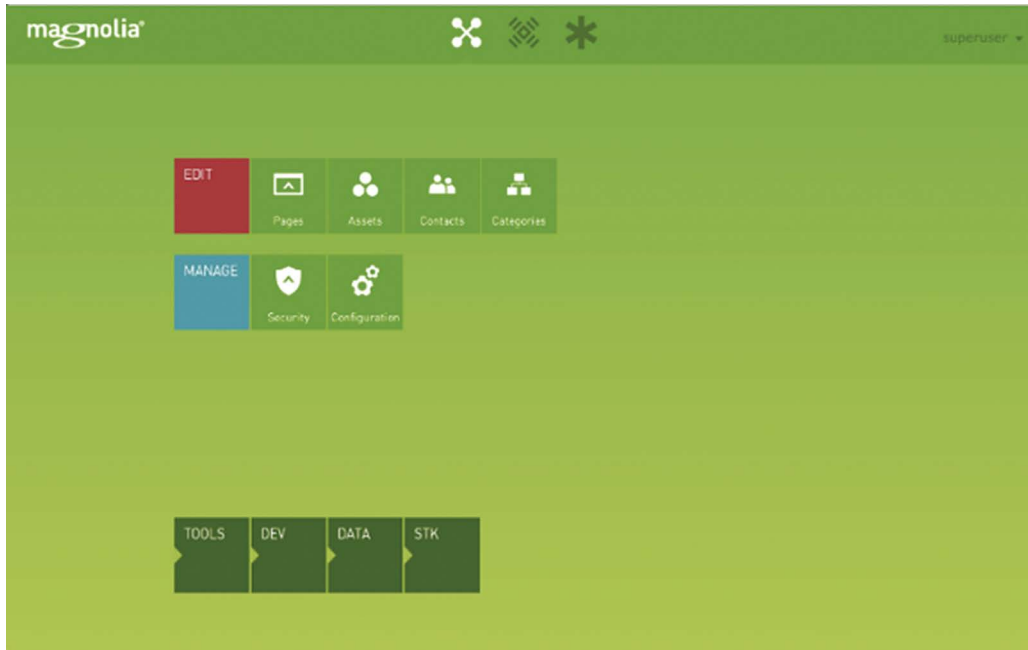 magnolia®
superuser
EDIT
Pages
Assets
Contacts
Categories
MANAGE
Security
Configuration
TOOLS
DEV
DATA
STK